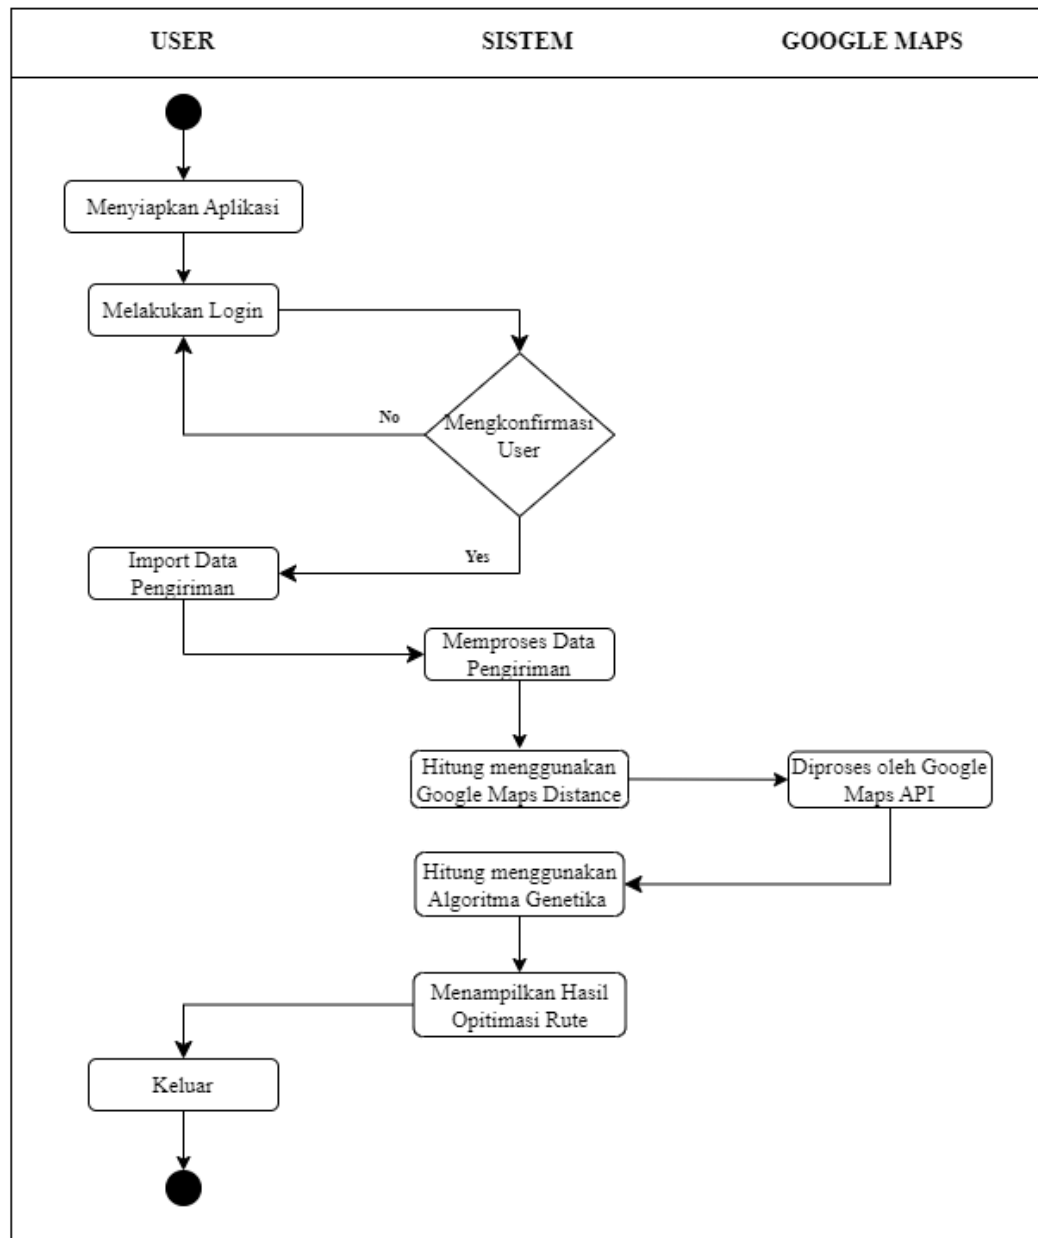 USER
SISTEM
GOOGLE MAPS
Menyiapkan Aplikasi
Melakukan Login
No
Mengkonfirmasi
User
Yes
Import Data
Pengiriman
Memproses Data
Pengiriman
Hitung menggunakan
Google Maps Distance
Diproses oleh Google
Maps API
Hitung menggunakan
Algoritma Genetika
Menampilkan Hasil
Opitimasi Rute
Keluar